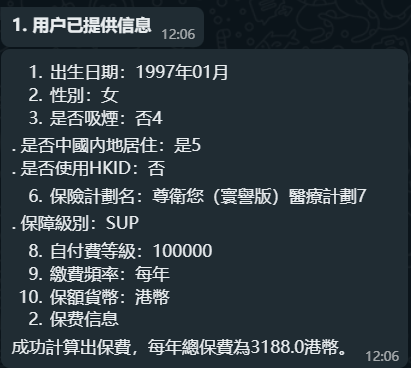 1. 用户已提供信息
12:06
1. 出生日期：1997年01月
2. 性別：女
3. 是否吸煙：否4
. 是否中國內地居住：是5
. 是否使用HKID：否
6. 保險計劃名：尊衛您（寰譽版）醫療計劃7
. 保障級別：SUP
8. 自付費等級：100000
9. 繳費頻率：每年
10. 保額貨幣：港幣
2. 保费信息
成功計算出保費，每年總保費為3188.0港幣。
12:06